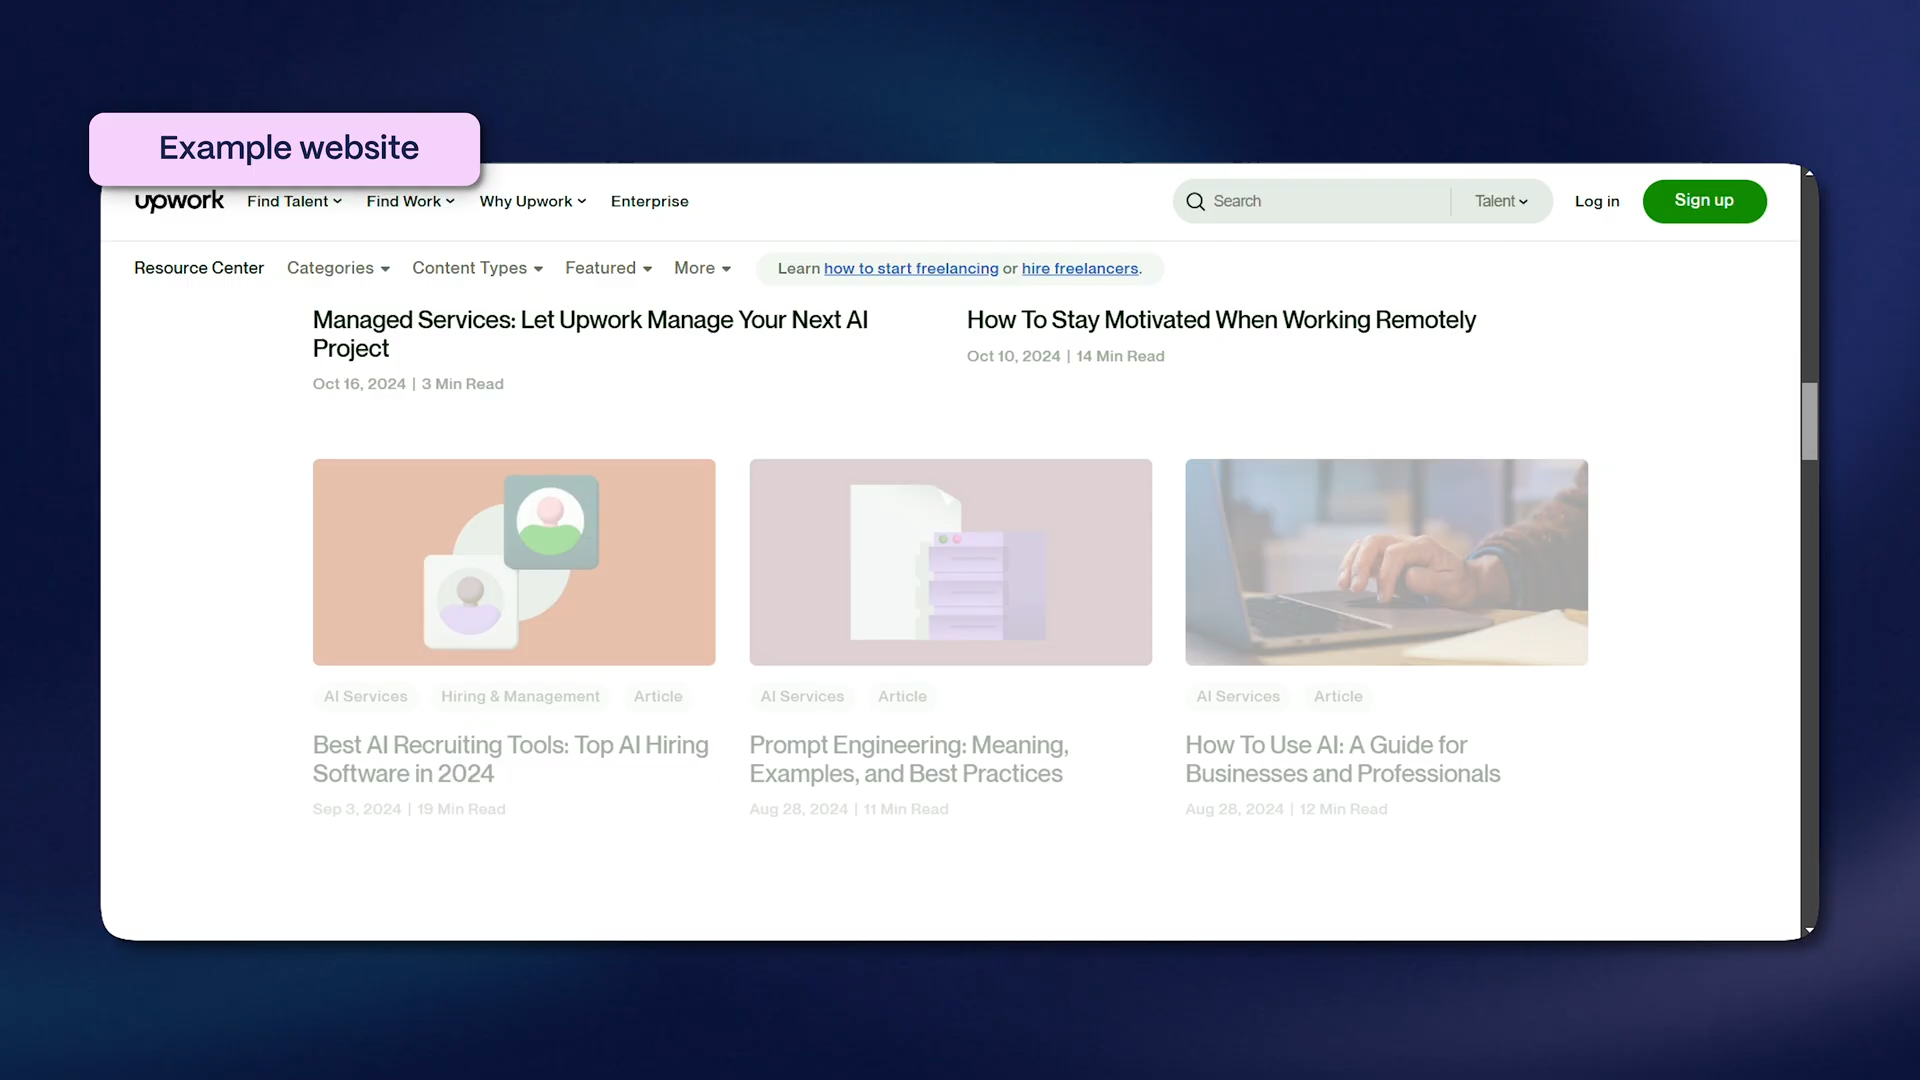 Example website
upwork Find Talent Find Work Why Upwork Enterprise Search Talent Log in Sign up
Resource Center Categories Content Types Featured More Learn how to start freelancing or hire freelancers.
Managed Services: Let Upwork Manage Your Next AI
Project
Oct 16, 2024 | 3 Min Read
How To Stay Motivated When Working Remotely
Oct 10, 2024 | 14 Min Read
AI Services Hiring & Management Article
Best AI Recruiting Tools: Top AI Hiring
Software in 2024
Sep 3, 2024 | 19 Min Read
AI Services Article
Prompt Engineering: Meaning,
Examples, and Best Practices
Aug 28, 2024 | 11 Min Read
AI Services Article
How To Use AI: A Guide for
Businesses and Professionals
Aug 28, 2024 | 12 Min Read